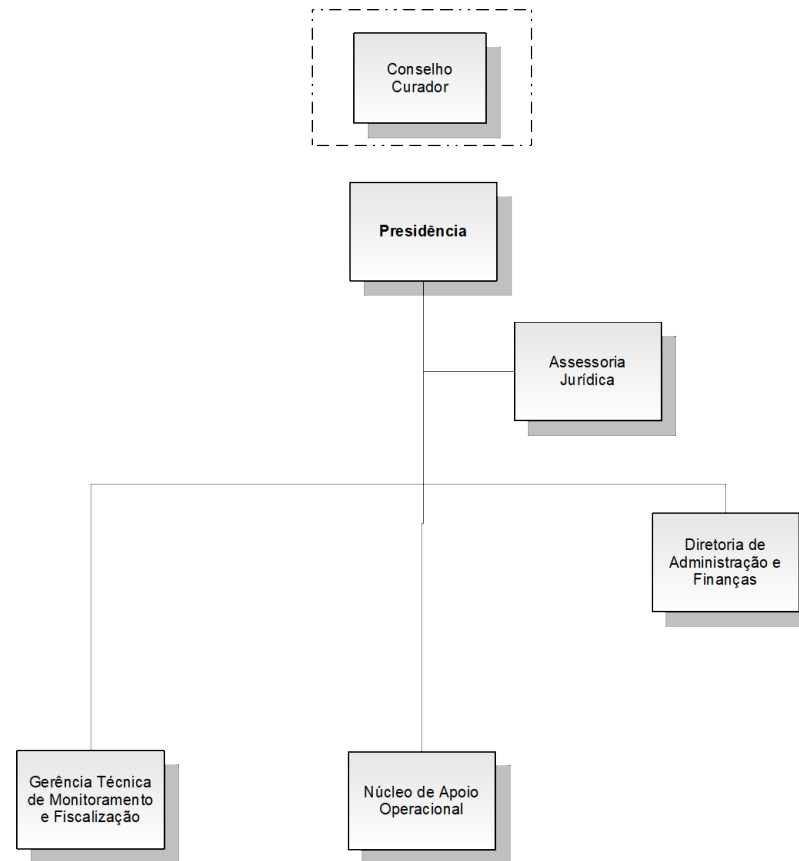 Conselho
Curador
Presidência
Assessoria
Jurídica
Diretoria de
Administração e
Finanças
Gerência Técnica
de Monitoramento
e Fiscalização
Núcleo de Apoio
Operacional